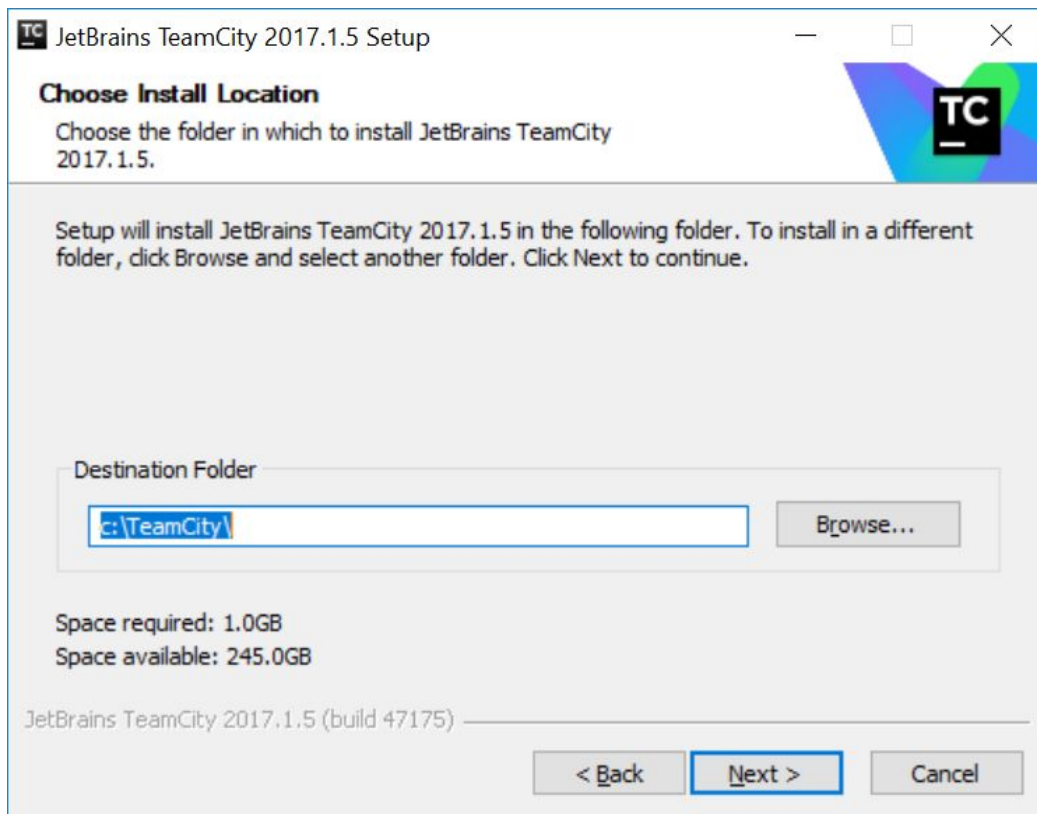 TC JetBrains TeamCity 2017.1.5 Setup
Choose Install Location
Choose the folder in which to install JetBrains TeamCity
2017.1.5.
TC
Setup will install JetBrains TeamCity 2017.1.5 in the following folder. To install in a different
folder, click Browse and select another folder. Click Next to continue.
Destination Folder
c:\TeamCity\
Browse...
Space required: 1.0GB
Space available: 245.0GB
JetBrains TeamCity 2017.1.5 (build 47175)
< Back Next > Cancel